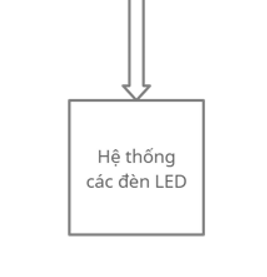 Hệ thống
các đèn LED